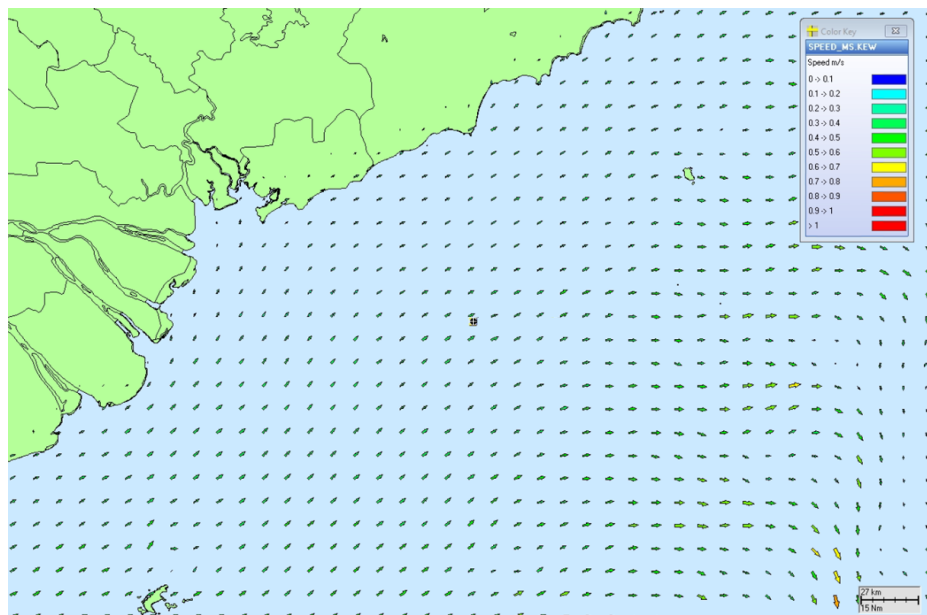 Color Key
SPEED_MS.KEW
Speed m/s
0 -> 0.1
0.1 -> 0.2
0.2 -> 0.3
0.3 -> 0.4
0.4 -> 0.5
0.5 -> 0.6
0.6 -> 0.7
0.7 -> 0.8
0.8 -> 0.9
0.9 -> 1
> 1
27 km
15 Nm